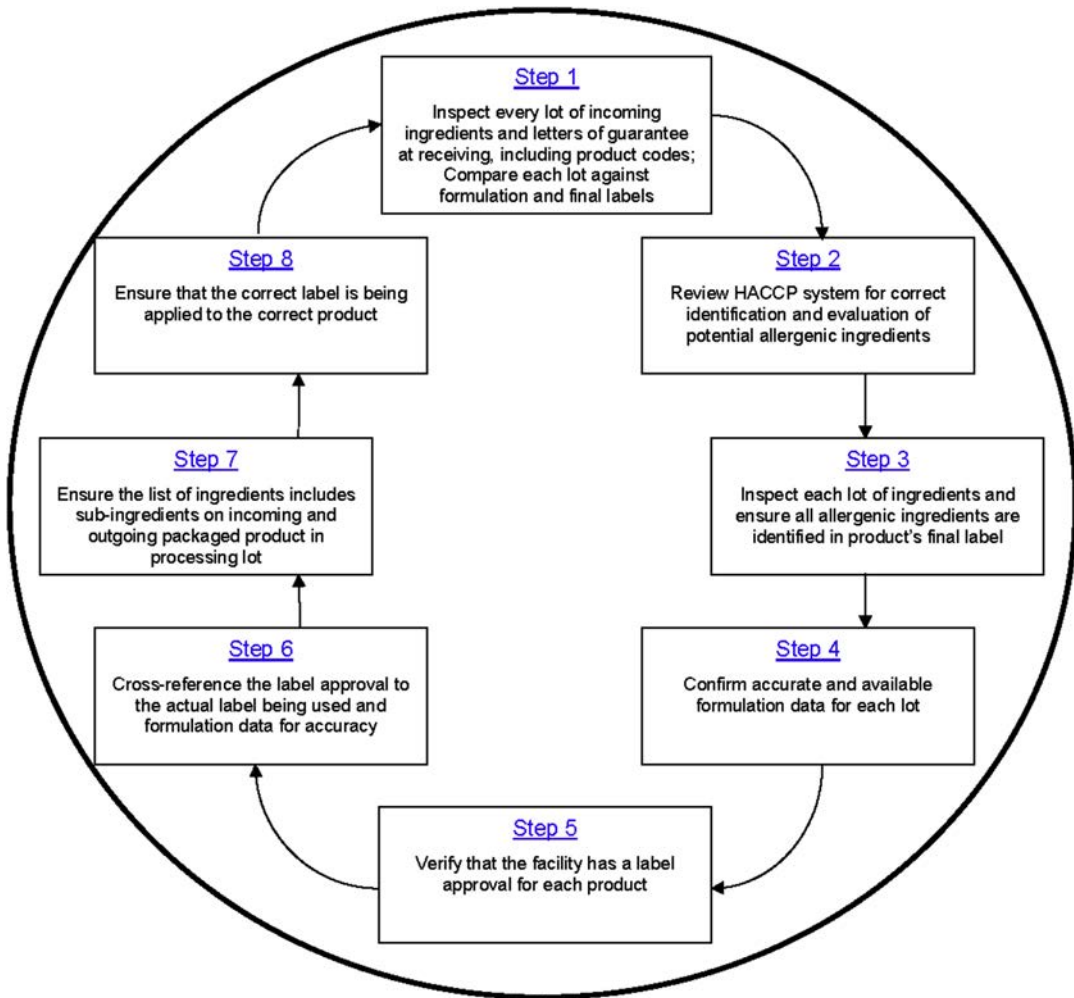 Step 1
Inspect every lot of incoming
ingredients and letters of guarantee
at receiving, including product codes;
Compare each lot against
formulation and final labels
Step 2
Review HACCP system for correct
identification and evaluation of
potential allergenic ingredients
Step 3
Inspect each lot of ingredients and
ensure all allergenic ingredients are
identified in product's final label
Step 4
Confirm accurate and available
formulation data for each lot
Step 5
Verify that the facility has a label
approval for each product
Step 6
Cross-reference the label approval to
the actual label being used and
formulation data for accuracy
Step 7
Ensure the list of ingredients includes
sub-ingredients on incoming and
outgoing packaged product in
processing lot
Step 8
Ensure that the correct label is being
applied to the correct product